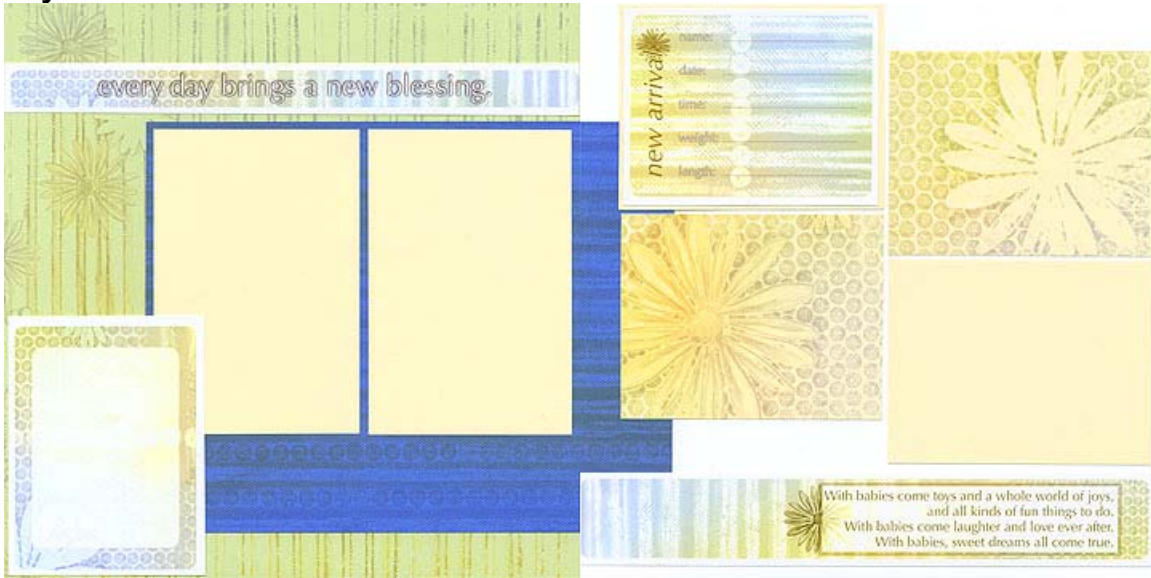 every day brings a new blessing.
new arrival
name:
date:
time:
weight:
length:
With babies come toys and a whole world of joys,
and all kinds of fun things to do.
With babies come laughter and love ever after.
With babies, sweet dreams all come true.